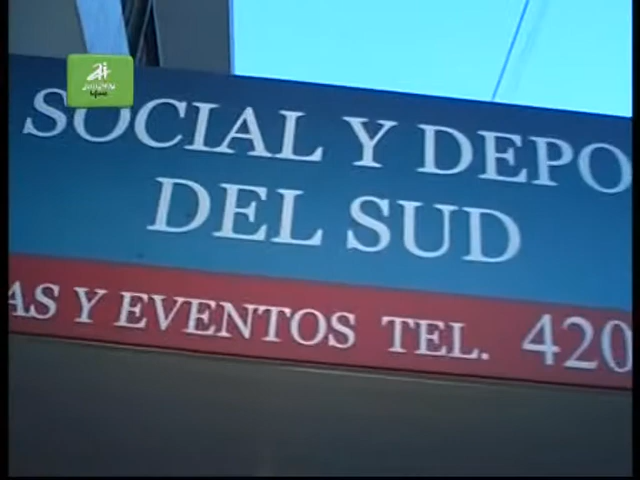 SOCIAL Y DEPO
DEL SUD
AS Y EVENTOS TEL. 420